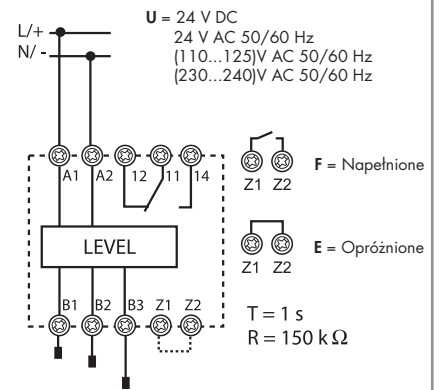 U = 24 V DC
24 V AC 50/60 Hz
(110...125)V AC 50/60 Hz
(230...240)V AC 50/60 Hz
L/+
N/ -
A1 A2 12 11 14
LEVEL
B1 B2 B3 Z1 Z2
Z1 Z2
F = Napełnione
Z1 Z2
E = Opróżnione
T = 1 s
R = 150 k Ω